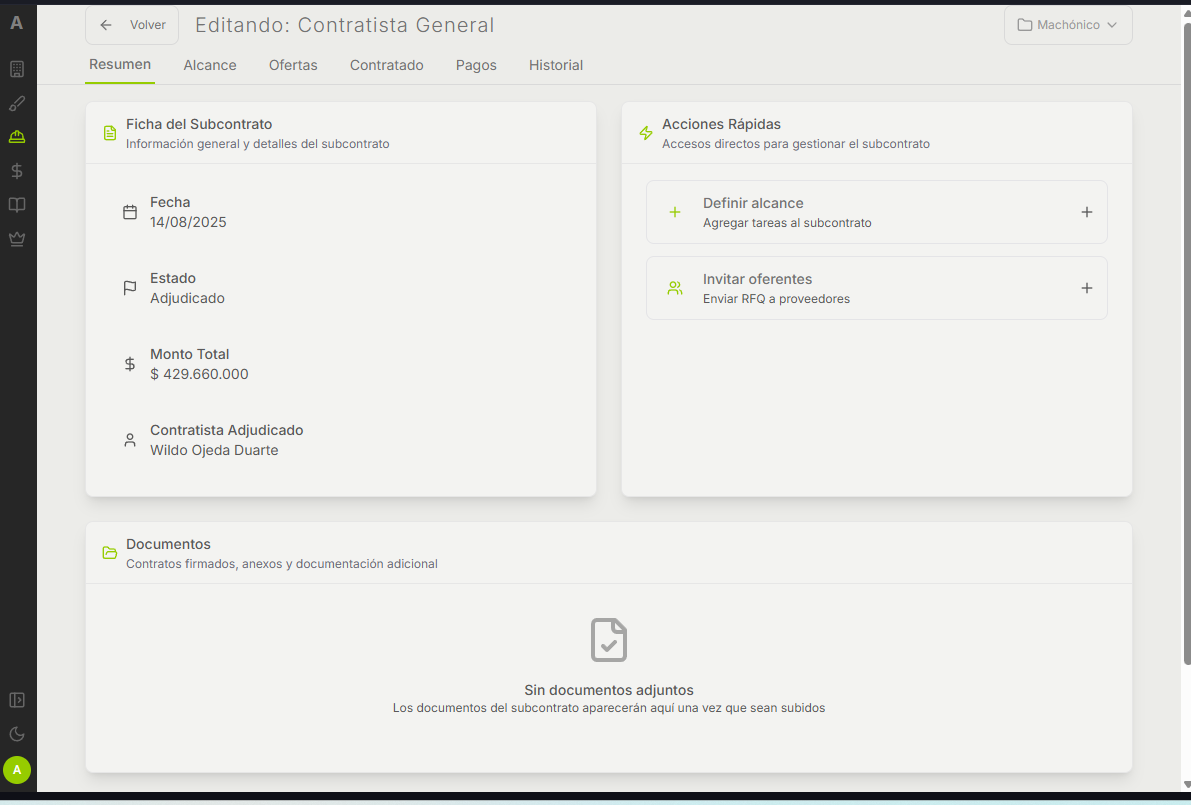 A
Volver
Editando: Contratista General
Machónico
Resumen
Alcance
Ofertas
Contratado
Pagos
Historial
Ficha del Subcontrato
Información general y detalles del subcontrato
Fecha
14/08/2025
Estado
Adjudicado
Monto Total
$ 429.660.000
Contratista Adjudicado
Wildo Ojeda Duarte
Acciones Rápidas
Accesos directos para gestionar el subcontrato
Definir alcance
Agregar tareas al subcontrato
Invitar oferentes
Enviar RFQ a proveedores
Documentos
Contratos firmados, anexos y documentación adicional
Sin documentos adjuntos
Los documentos del subcontrato aparecerán aquí una vez que sean subidos
A